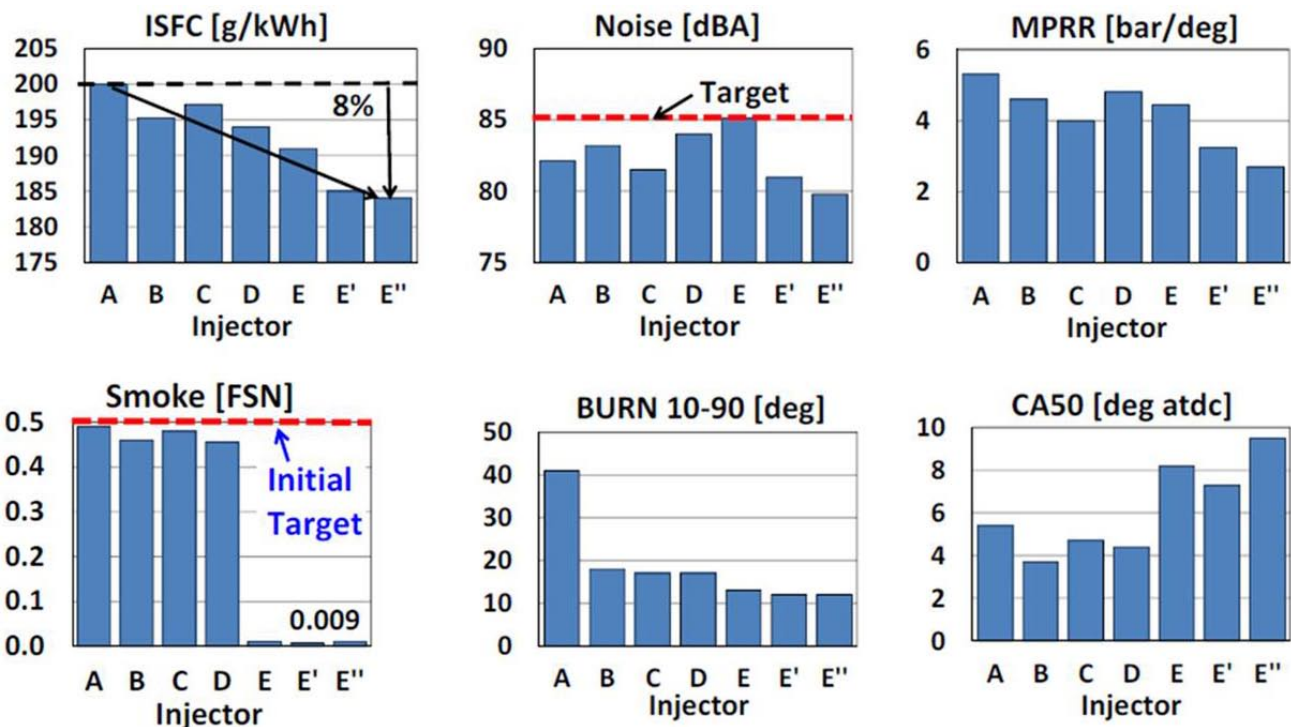 ISFC [g/kWh]
205
200
195
190
185
180
175
8%
A B C D E E' E"
Injector
Noise [dBA]
90
85
80
75
Target
A B C D E E' E"
Injector
MPRR [bar/deg]
6
4
2
0
A B C D E E' E"
Injector
Smoke [FSN]
0.5
0.4
0.3
0.2
0.1
0.0
Initial
Target
0.009
A B C D E E' E"
Injector
BURN 10-90 [deg]
50
40
30
20
10
0
A B C D E E' E"
Injector
CA50 [deg atdc]
10
8
6
4
2
0
A B C D E E' E"
Injector